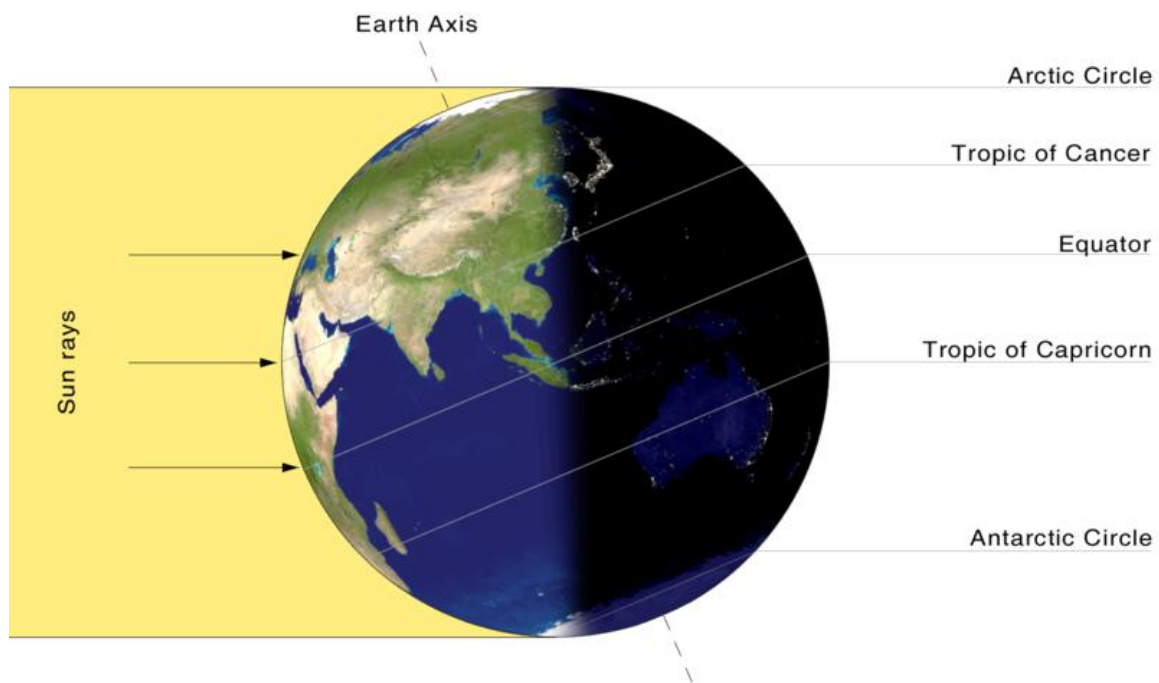 Earth Axis
Arctic Circle
Tropic of Cancer
Equator
Sun rays
Tropic of Capricorn
Antarctic Circle